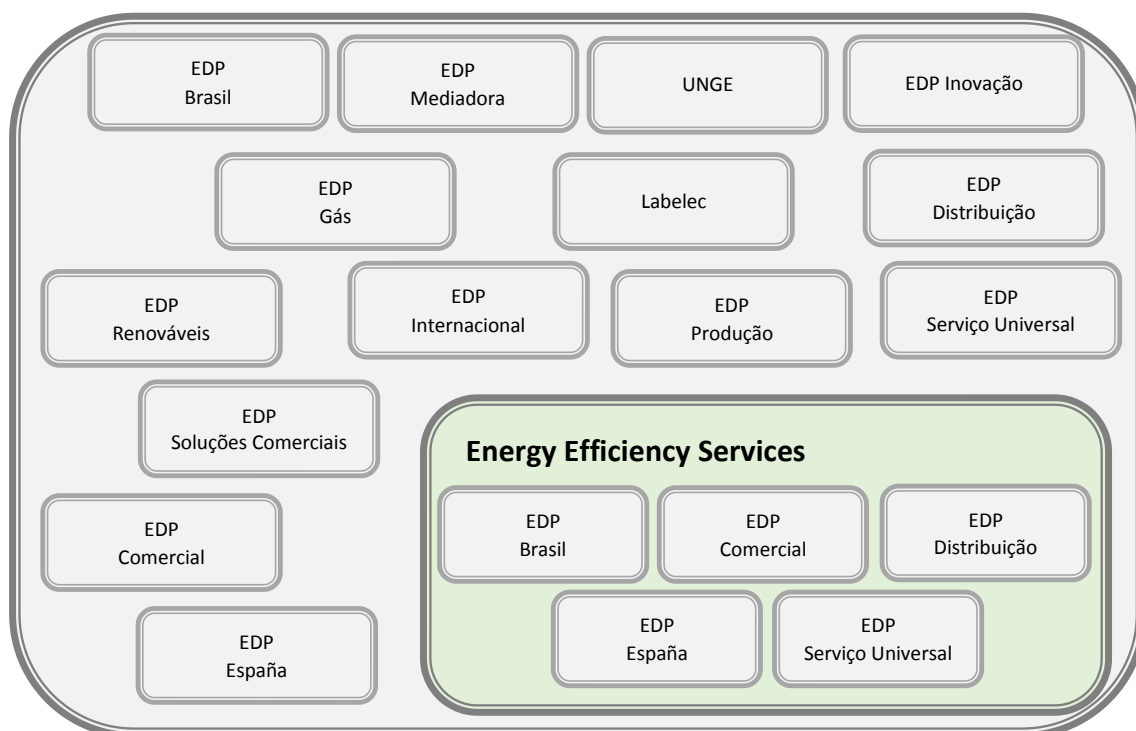 EDP
Brasil
EDP
Mediadora
UNGE
EDP Inovação
EDP
Gás
Labelec
EDP
Distribuição
EDP
Renováveis
EDP
Internacional
EDP
Produção
EDP
Serviço Universal
EDP
Soluções Comerciais
Energy Efficiency Services
EDP
Brasil
EDP
Comercial
EDP
Distribuição
EDP
Comercial
EDP
España
EDP
Serviço Universal
EDP
España